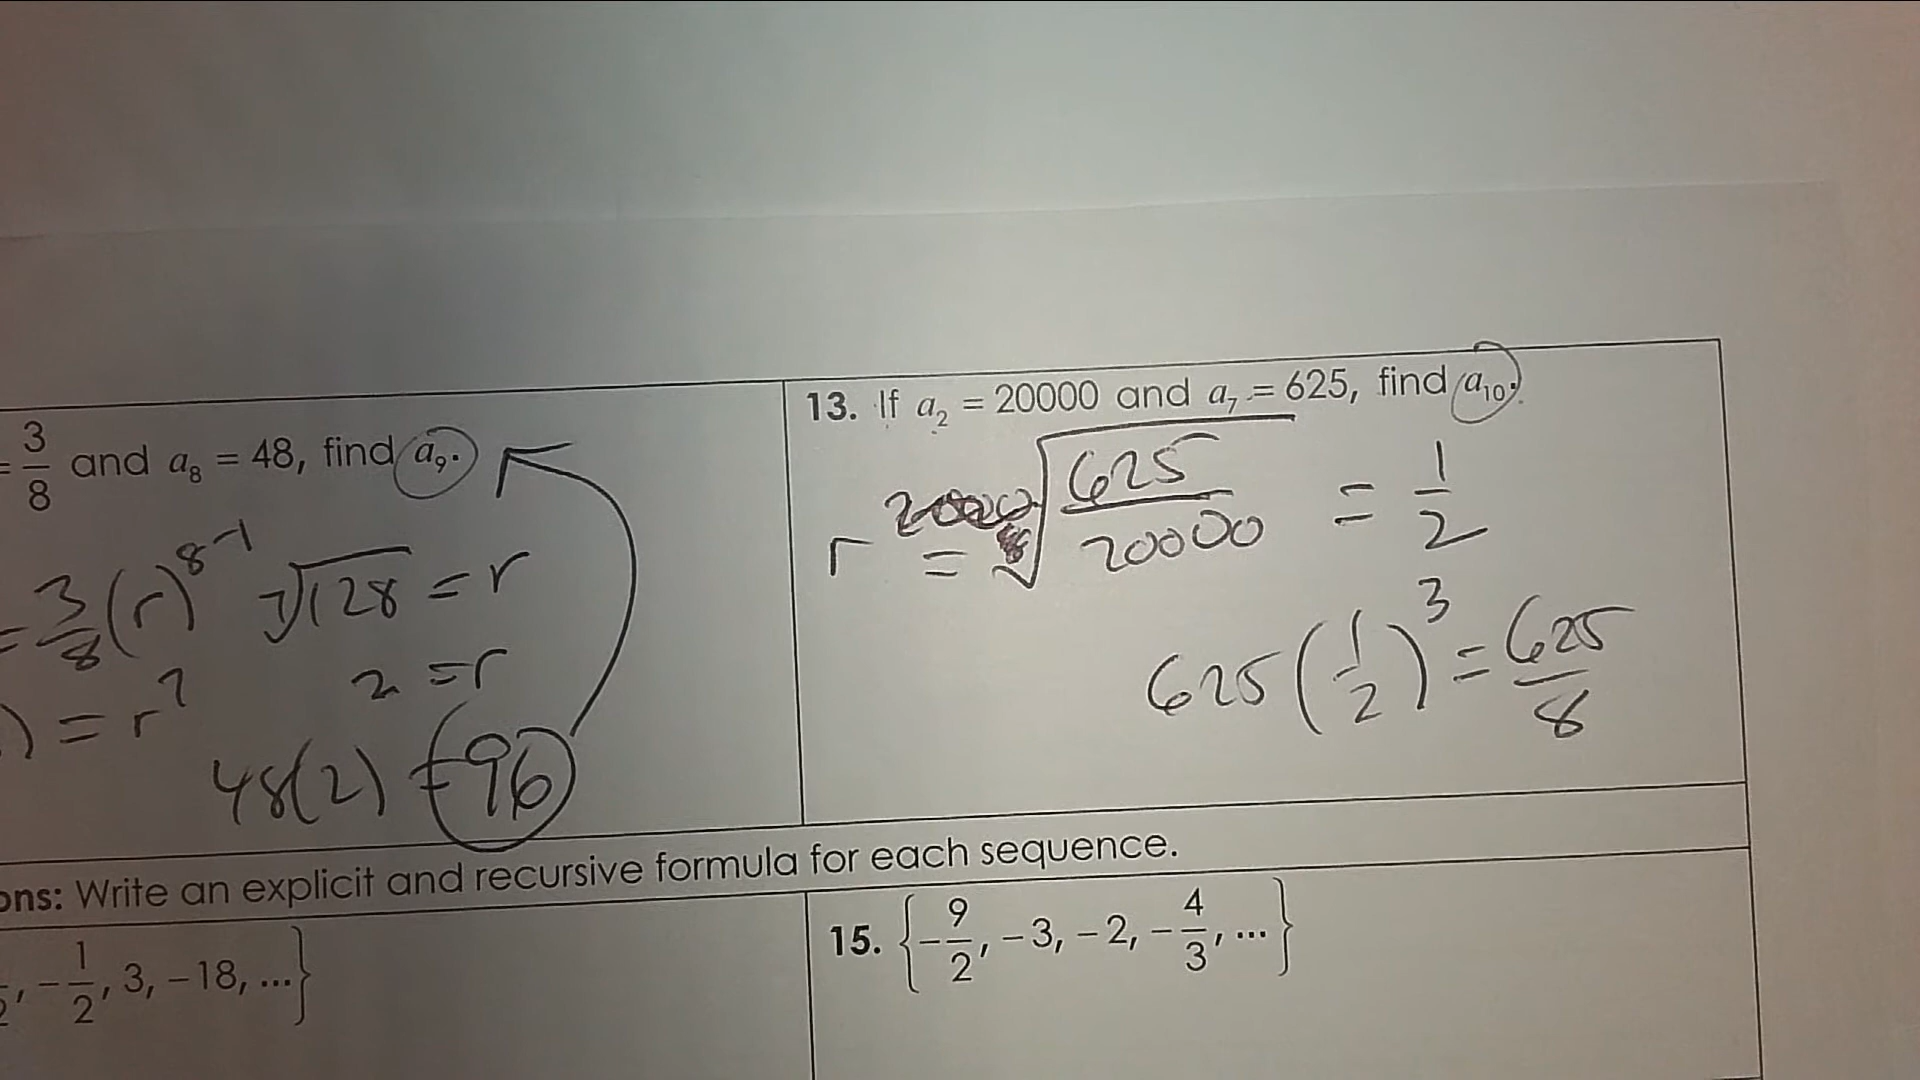 = 3/8 and a₈ = 48, find a₉.
= 3/8 (r)⁸⁻¹ ⁷√128 = r
) = r⁷ 2 = r
48(2) = 96
13. If a₂ = 20000 and a₇ = 625, find a₁₀.
r = √(625/20000) = 1/2
625(1/2)³ = 625/8
ons: Write an explicit and recursive formula for each sequence.
, -1/2, 3, -18, ...}
15. {-9/2, -3, -2, -4/3, ...}